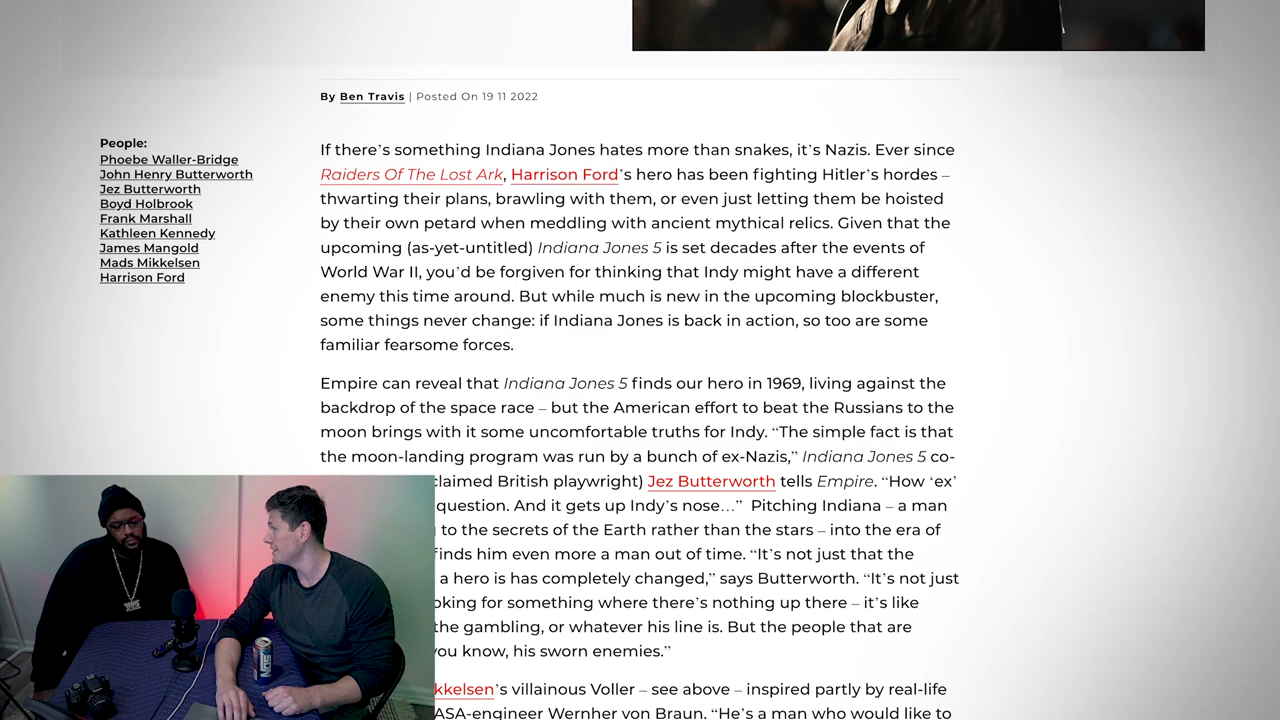 By Ben Travis | Posted On 19 11 2022
People:
Phoebe Waller-Bridge
John Henry Butterworth
Jez Butterworth
Boyd Holbrook
Frank Marshall
Kathleen Kennedy
James Mangold
Mads Mikkelsen
Harrison Ford
If there’s something Indiana Jones hates more than snakes, it’s Nazis. Ever since
Raiders Of The Lost Ark, Harrison Ford’s hero has been fighting Hitler’s hordes –
thwarting their plans, brawling with them, or even just letting them be hoisted
by their own petard when meddling with ancient mythical relics. Given that the
upcoming (as-yet-untitled) Indiana Jones 5 is set decades after the events of
World War II, you’d be forgiven for thinking that Indy might have a different
enemy this time around. But while much is new in the upcoming blockbuster,
some things never change: if Indiana Jones is back in action, so too are some
familiar fearsome forces.
Empire can reveal that Indiana Jones 5 finds our hero in 1969, living against the
backdrop of the space race – but the American effort to beat the Russians to the
moon brings with it some uncomfortable truths for Indy. “The simple fact is that
the moon-landing program was run by a bunch of ex-Nazis,” Indiana Jones 5 co-
claimed British playwright) Jez Butterworth tells Empire. “How ‘ex’
question. And it gets up Indy’s nose…” Pitching Indiana – a man
to the secrets of the Earth rather than the stars – into the era of
finds him even more a man out of time. “It’s not just that the
a hero is has completely changed,” says Butterworth. “It’s not just
oking for something where there’s nothing up there – it’s like
the gambling, or whatever his line is. But the people that are
you know, his sworn enemies.”
kkelsen’s villainous Voller – see above – inspired partly by real-life
ASA-engineer Wernher von Braun. “He’s a man who would like to
NOS